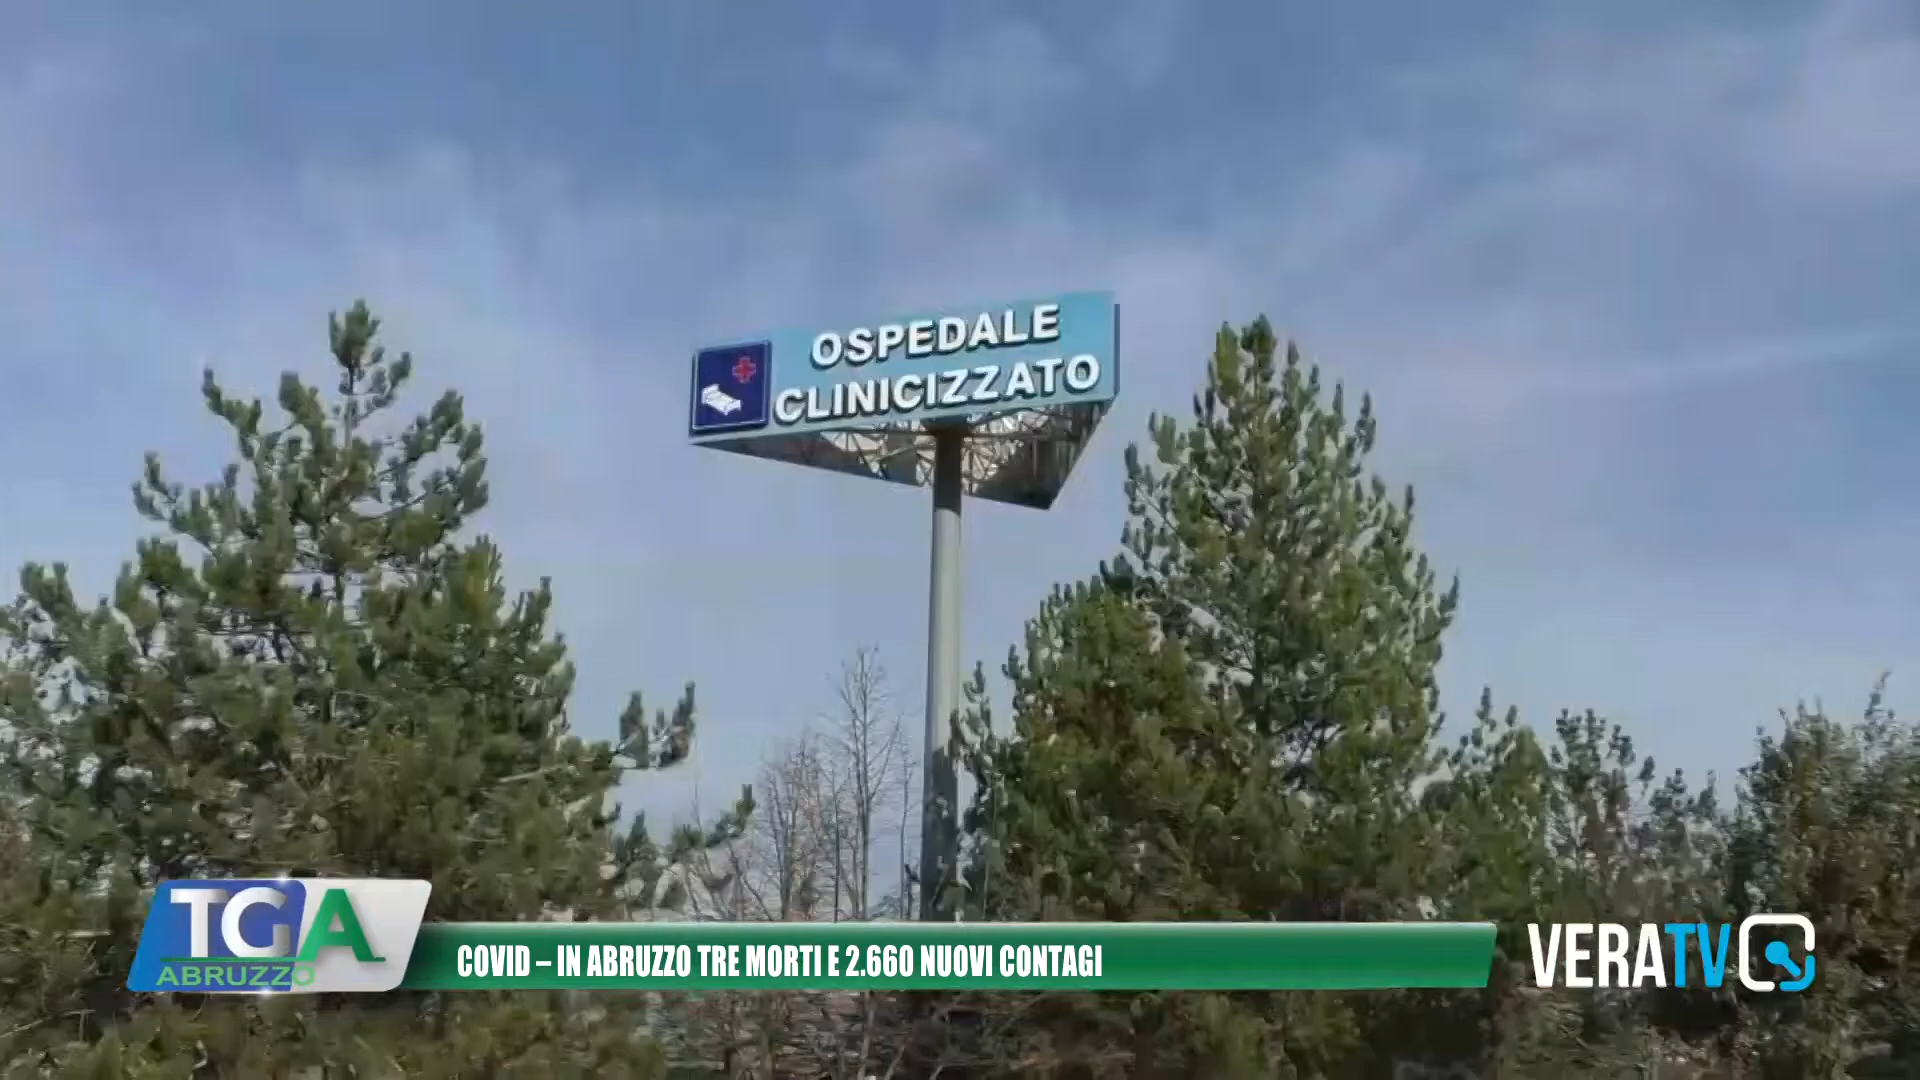 OSPEDALE
CLINICIZZATO
TGA
ABRUZZO
COVID – IN ABRUZZO TRE MORTI E 2.660 NUOVI CONTAGI
VERATV